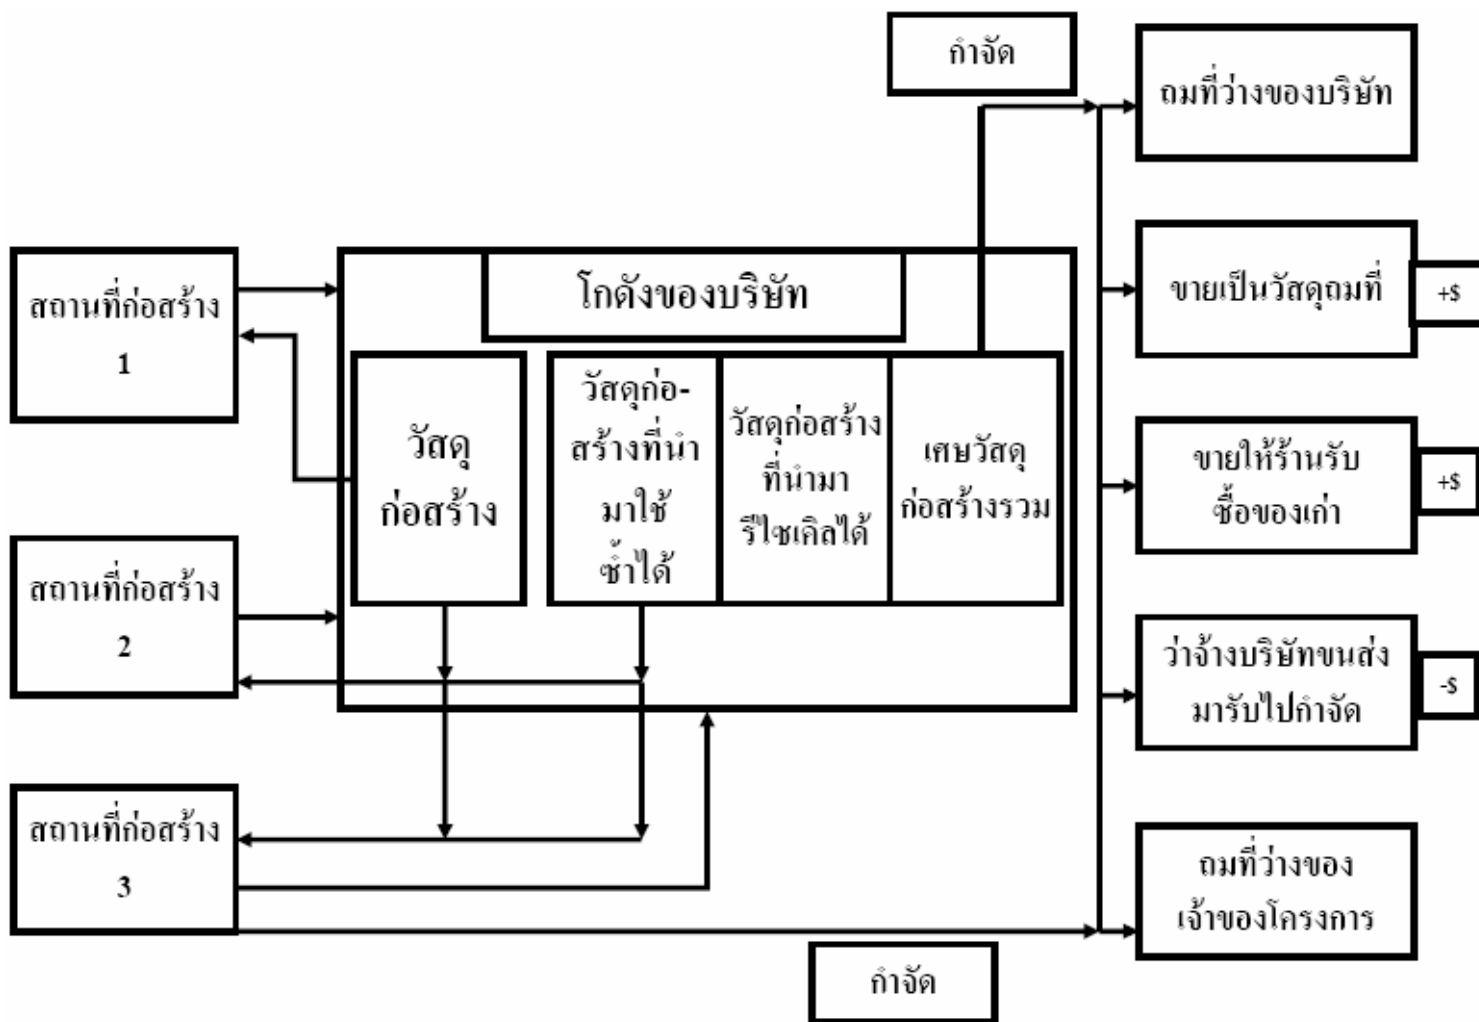 กำจัด
ถมที่ว่างของบริษัท
สถานที่ก่อสร้าง
1
โกดังของบริษัท
ขายเป็นวัสดุถมที่
+$
วัสดุ
ก่อสร้าง
วัสดุก่อ-
สร้างที่นำ
มาใช้
ซ้ำได้
วัสดุก่อสร้าง
ที่นำมา
รีไซเคิลได้
เศษวัสดุ
ก่อสร้างรวม
ขายให้ร้านรับ
ซื้อของเก่า
+$
สถานที่ก่อสร้าง
2
ว่าจ้างบริษัทขนส่ง
มารับไปกำจัด
-$
สถานที่ก่อสร้าง
3
ถมที่ว่างของ
เจ้าของโครงการ
กำจัด